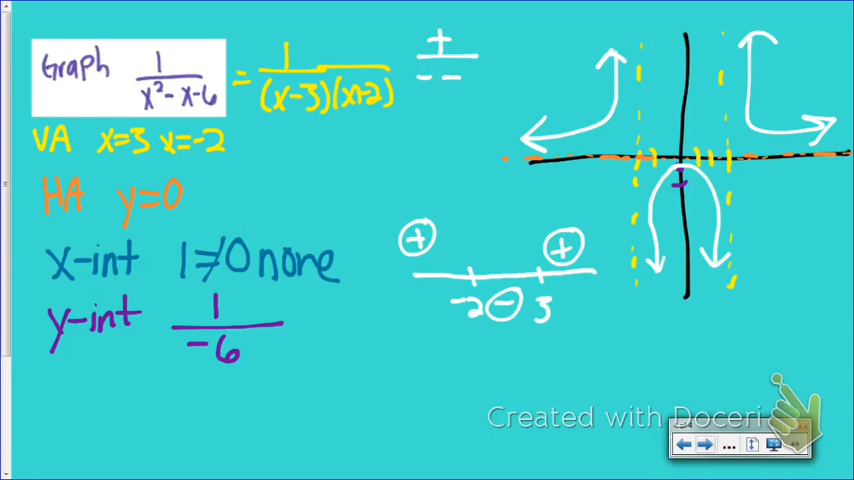 Graph 1/(x²-x-6) = 1/((x-3)(x+2))
+/--
VA x=3 x=-2
HA y=0
x-int 1≠0 none
y-int 1/-6
+ +
-2 - 3
Created with Doceri